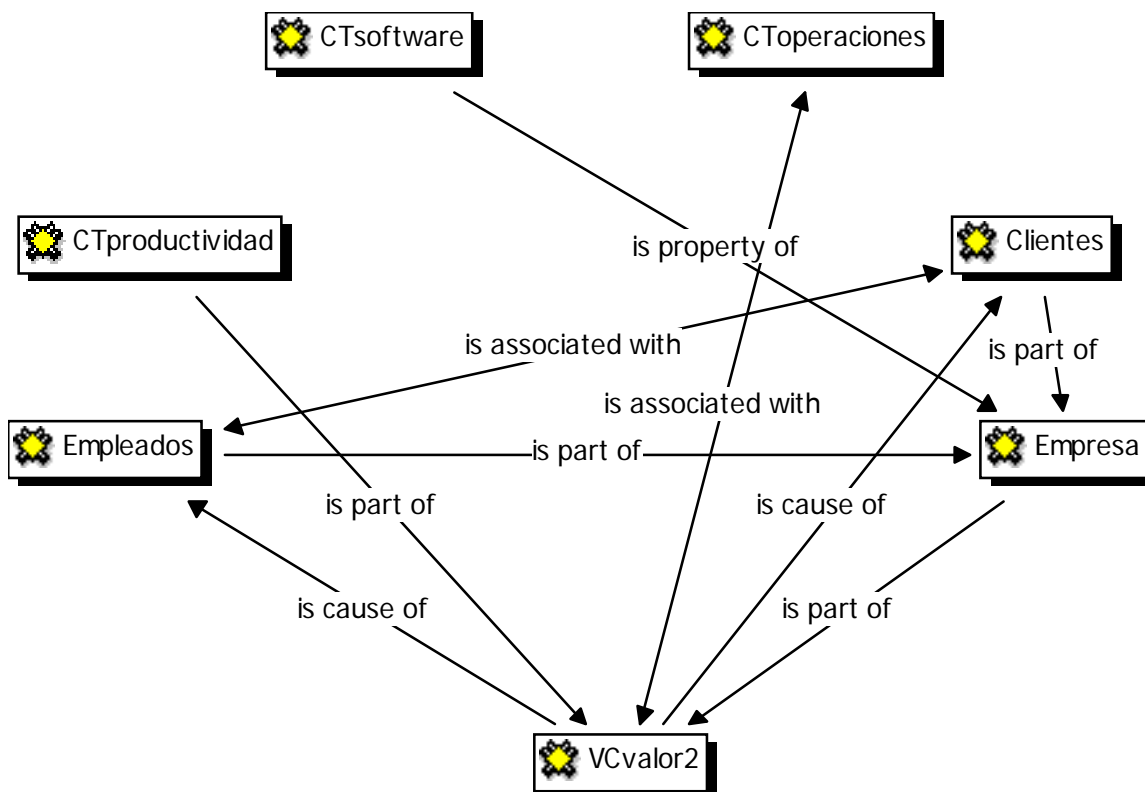 CTsoftware
CToperaciones
CTproductividad
Clientes
is property of
is associated with
is part of
is associated with
Empleados
is part of
Empresa
is part of
is cause of
is cause of
is part of
VCvalor2